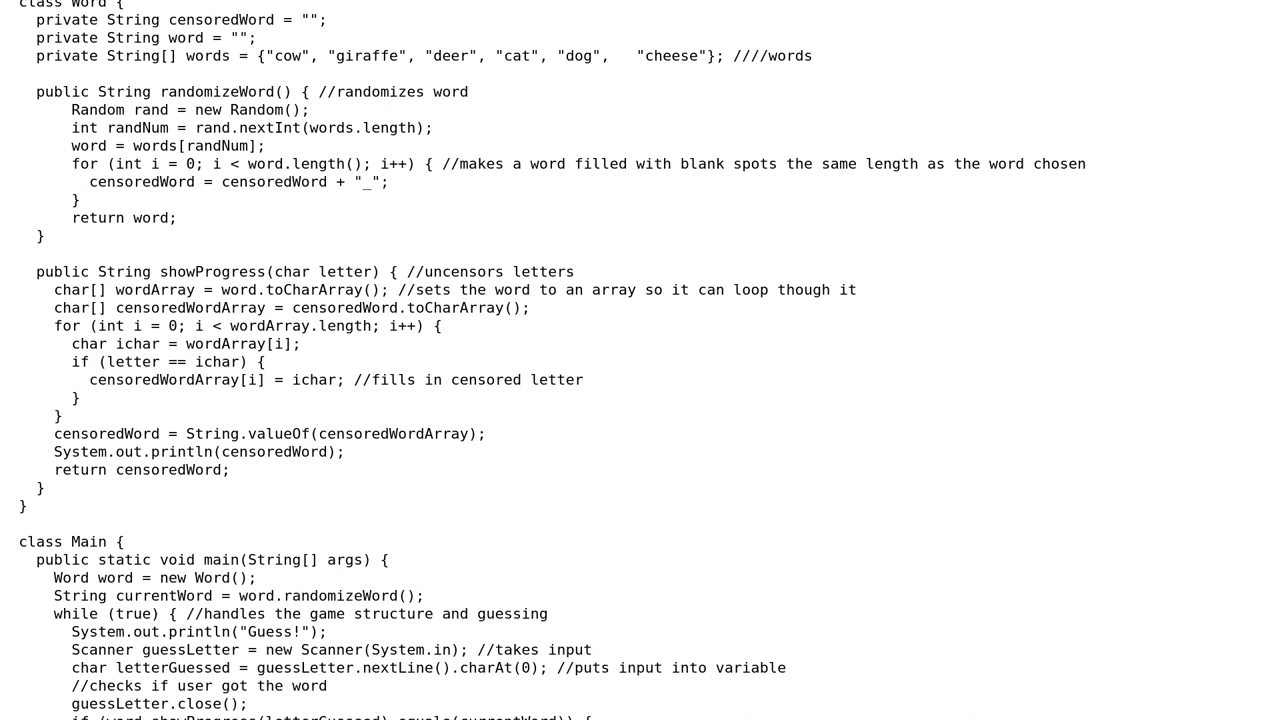 class Word {
  private String censoredWord = "";
  private String word = "";
  private String[] words = {"cow", "giraffe", "deer", "cat", "dog",   "cheese"}; ////words

  public String randomizeWord() { //randomizes word
      Random rand = new Random();
      int randNum = rand.nextInt(words.length);
      word = words[randNum];
      for (int i = 0; i < word.length(); i++) { //makes a word filled with blank spots the same length as the word chosen
        censoredWord = censoredWord + "_";
      }
      return word;
  }

  public String showProgress(char letter) { //uncensors letters
    char[] wordArray = word.toCharArray(); //sets the word to an array so it can loop though it
    char[] censoredWordArray = censoredWord.toCharArray();
    for (int i = 0; i < wordArray.length; i++) {
      char ichar = wordArray[i];
      if (letter == ichar) {
        censoredWordArray[i] = ichar; //fills in censored letter
      }
    }
    censoredWord = String.valueOf(censoredWordArray);
    System.out.println(censoredWord);
    return censoredWord;
  }
}

class Main {
  public static void main(String[] args) {
    Word word = new Word();
    String currentWord = word.randomizeWord();
    while (true) { //handles the game structure and guessing
      System.out.println("Guess!");
      Scanner guessLetter = new Scanner(System.in); //takes input
      char letterGuessed = guessLetter.nextLine().charAt(0); //puts input into variable
      //checks if user got the word
      guessLetter.close();
      if (word.showProgress(letterGuessed).equals(currentWord)) {